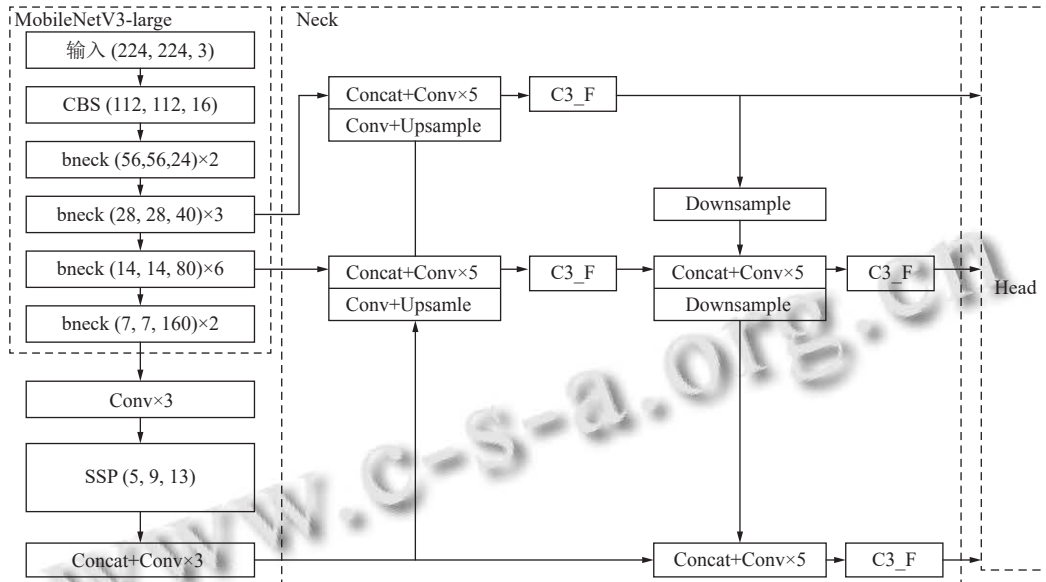 MobileNetV3-large
输入 (224, 224, 3)
CBS (112, 112, 16)
bneck (56,56,24)×2
bneck (28, 28, 40)×3
bneck (14, 14, 80)×6
bneck (7, 7, 160)×2
Conv×3
SSP (5, 9, 13)
Concat+Conv×3
Neck
Concat+Conv×5
Conv+Upsample
C3_F
Downsample
Concat+Conv×5
Conv+Upsamle
C3_F
Concat+Conv×5
Downsample
C3_F
Concat+Conv×5
C3_F
Head
www.c-s-a.org.cn